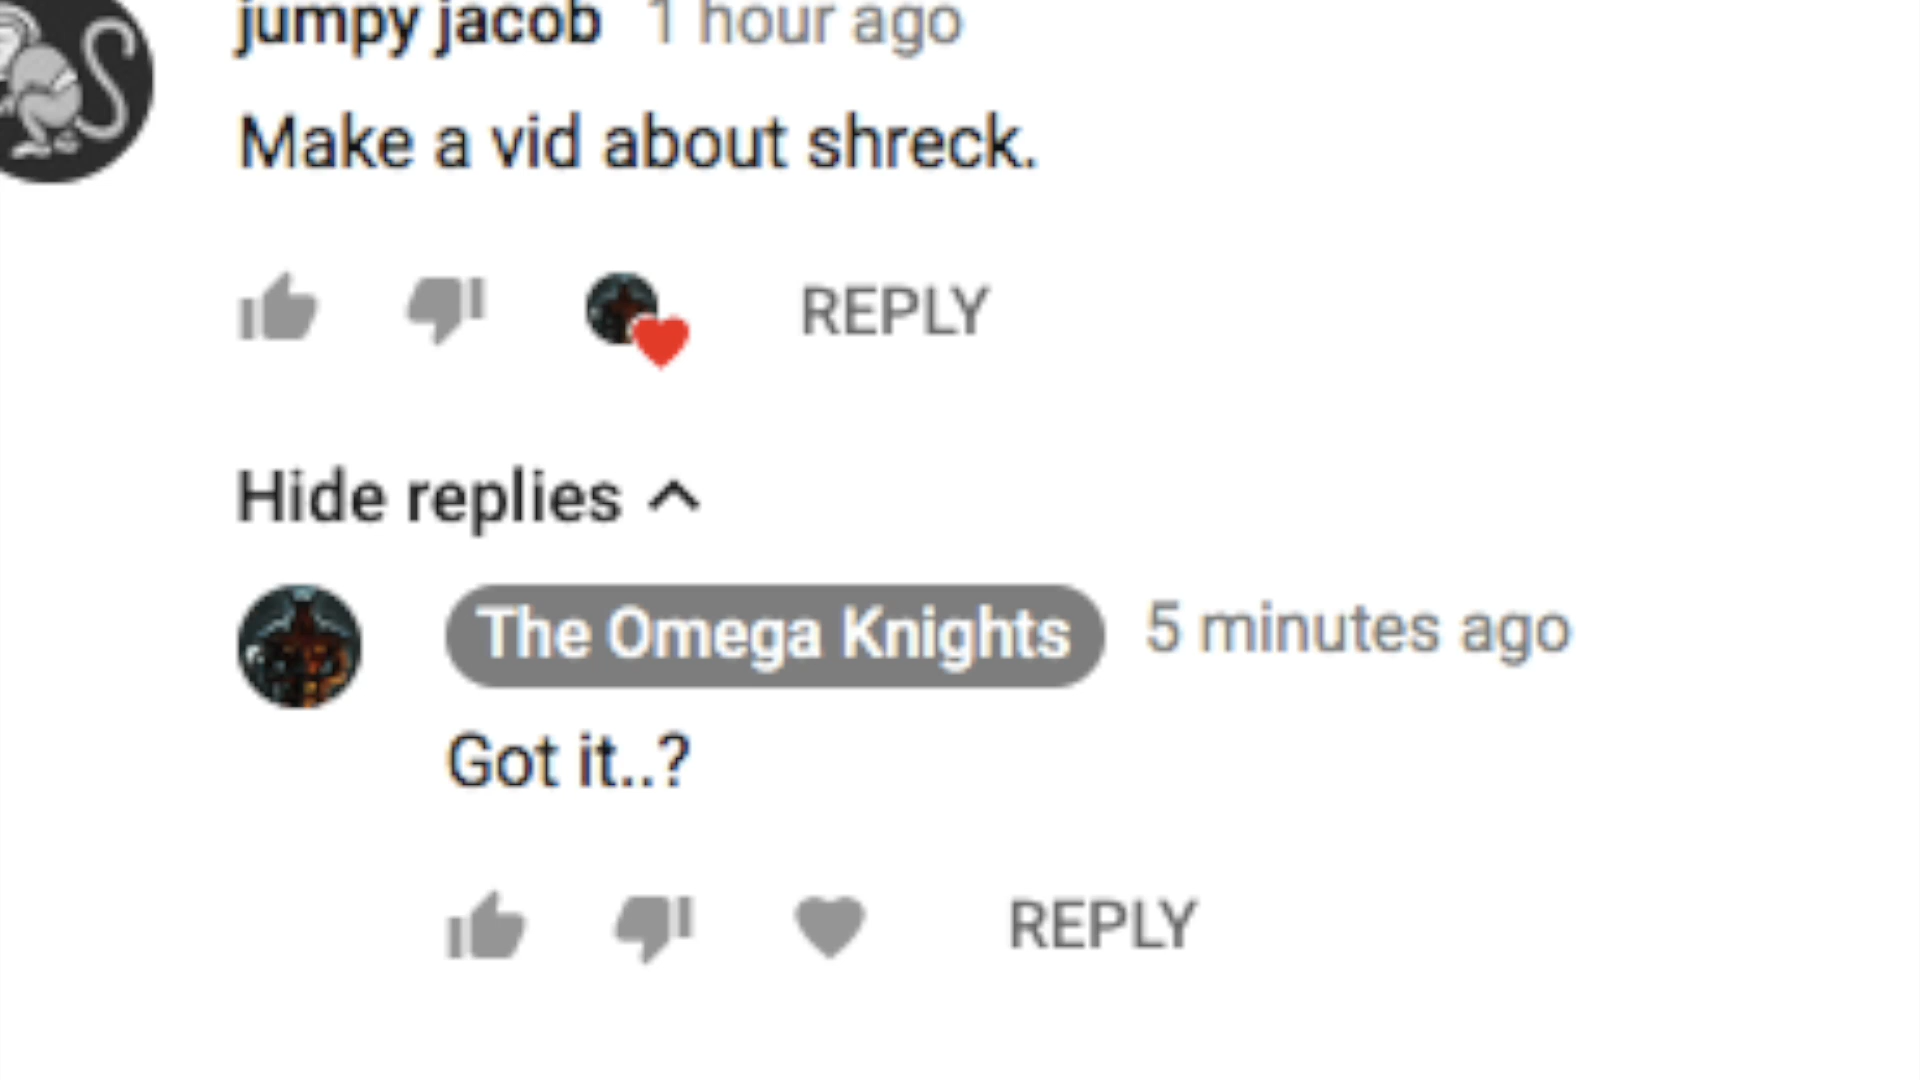 jumpy jacob 1 hour ago
Make a vid about shreck.
REPLY
Hide replies
The Omega Knights 5 minutes ago
Got it..?
REPLY